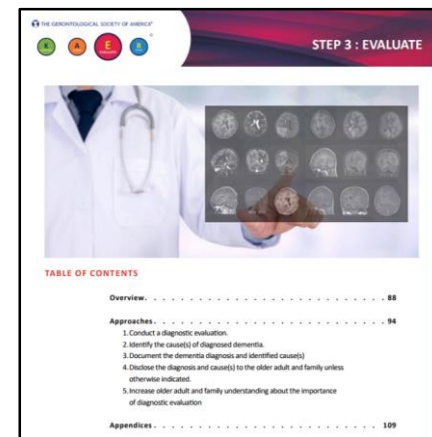 THE GERONTOLOGICAL SOCIETY OF AMERICA®
K A E R
EVALUATE
STEP 3 : EVALUATE
TABLE OF CONTENTS
Overview. . . . . . . . . . . . . . . . . . . . . . . . . . . . 88
Approaches. . . . . . . . . . . . . . . . . . . . . . . . . . . 94
1. Conduct a diagnostic evaluation.
2. Identify the cause(s) of diagnosed dementia.
3. Document the dementia diagnosis and identified cause(s)
4. Disclose the diagnosis and cause(s) to the older adult and family unless
otherwise indicated.
5. Increase older adult and family understanding about the importance
of diagnostic evaluation
Appendices. . . . . . . . . . . . . . . . . . . . . . . . . . . 109